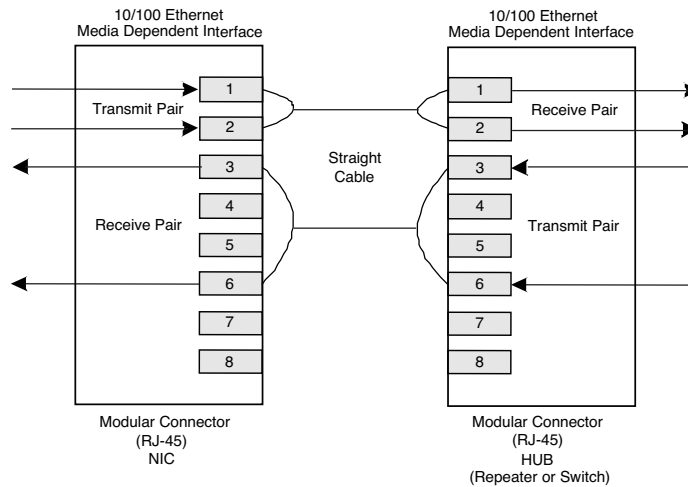 10/100 Ethernet
Media Dependent Interface
10/100 Ethernet
Media Dependent Interface
1
1
Transmit Pair
Receive Pair
2
2
3
Straight
Cable
3
4
4
Receive Pair
Transmit Pair
5
5
6
6
7
7
8
8
Modular Connector
(RJ-45)
NIC
Modular Connector
(RJ-45)
HUB
(Repeater or Switch)